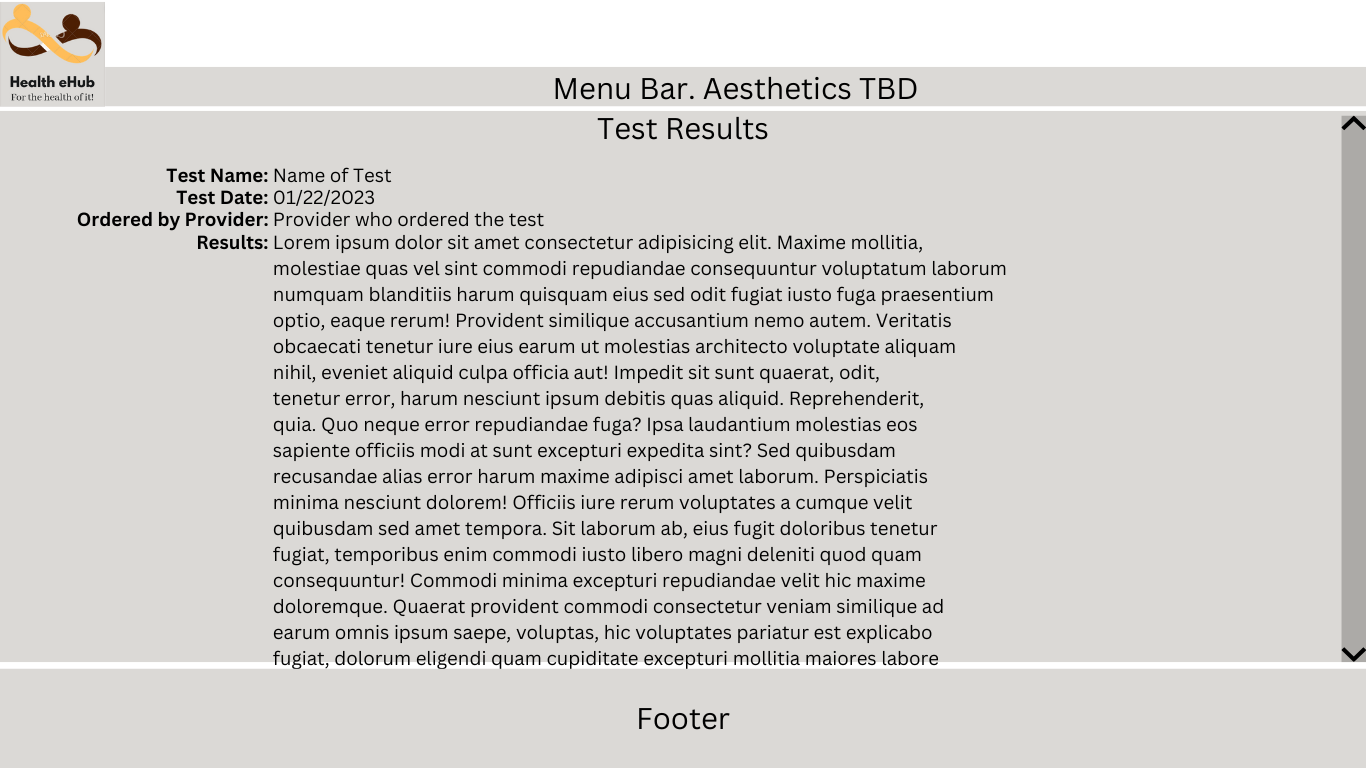 Health eHub
For the health of it!
Menu Bar. Aesthetics TBD
Test Results
Test Name: Name of Test
Test Date: 01/22/2023
Ordered by Provider: Provider who ordered the test
Results: Lorem ipsum dolor sit amet consectetur adipisicing elit. Maxime mollitia,
molestiae quas vel sint commodi repudiandae consequuntur voluptatum laborum
numquam blanditiis harum quisquam eius sed odit fugiat iusto fuga praesentium
optio, eaque rerum! Provident similique accusantium nemo autem. Veritatis
obcaecati tenetur iure eius earum ut molestias architecto voluptate aliquam
nihil, eveniet aliquid culpa officia aut! Impedit sit sunt quaerat, odit,
tenetur error, harum nesciunt ipsum debitis quas aliquid. Reprehenderit,
quia. Quo neque error repudiandae fuga? Ipsa laudantium molestias eos
sapiente officiis modi at sunt excepturi expedita sint? Sed quibusdam
recusandae alias error harum maxime adipisci amet laborum. Perspiciatis
minima nesciunt dolorem! Officiis iure rerum voluptates a cumque velit
quibusdam sed amet tempora. Sit laborum ab, eius fugit doloribus tenetur
fugiat, temporibus enim commodi iusto libero magni deleniti quod quam
consequuntur! Commodi minima excepturi repudiandae velit hic maxime
doloremque. Quaerat provident commodi consectetur veniam similique ad
earum omnis ipsum saepe, voluptas, hic voluptates pariatur est explicabo
fugiat, dolorum eligendi quam cupiditate excepturi mollitia maiores labore
Footer